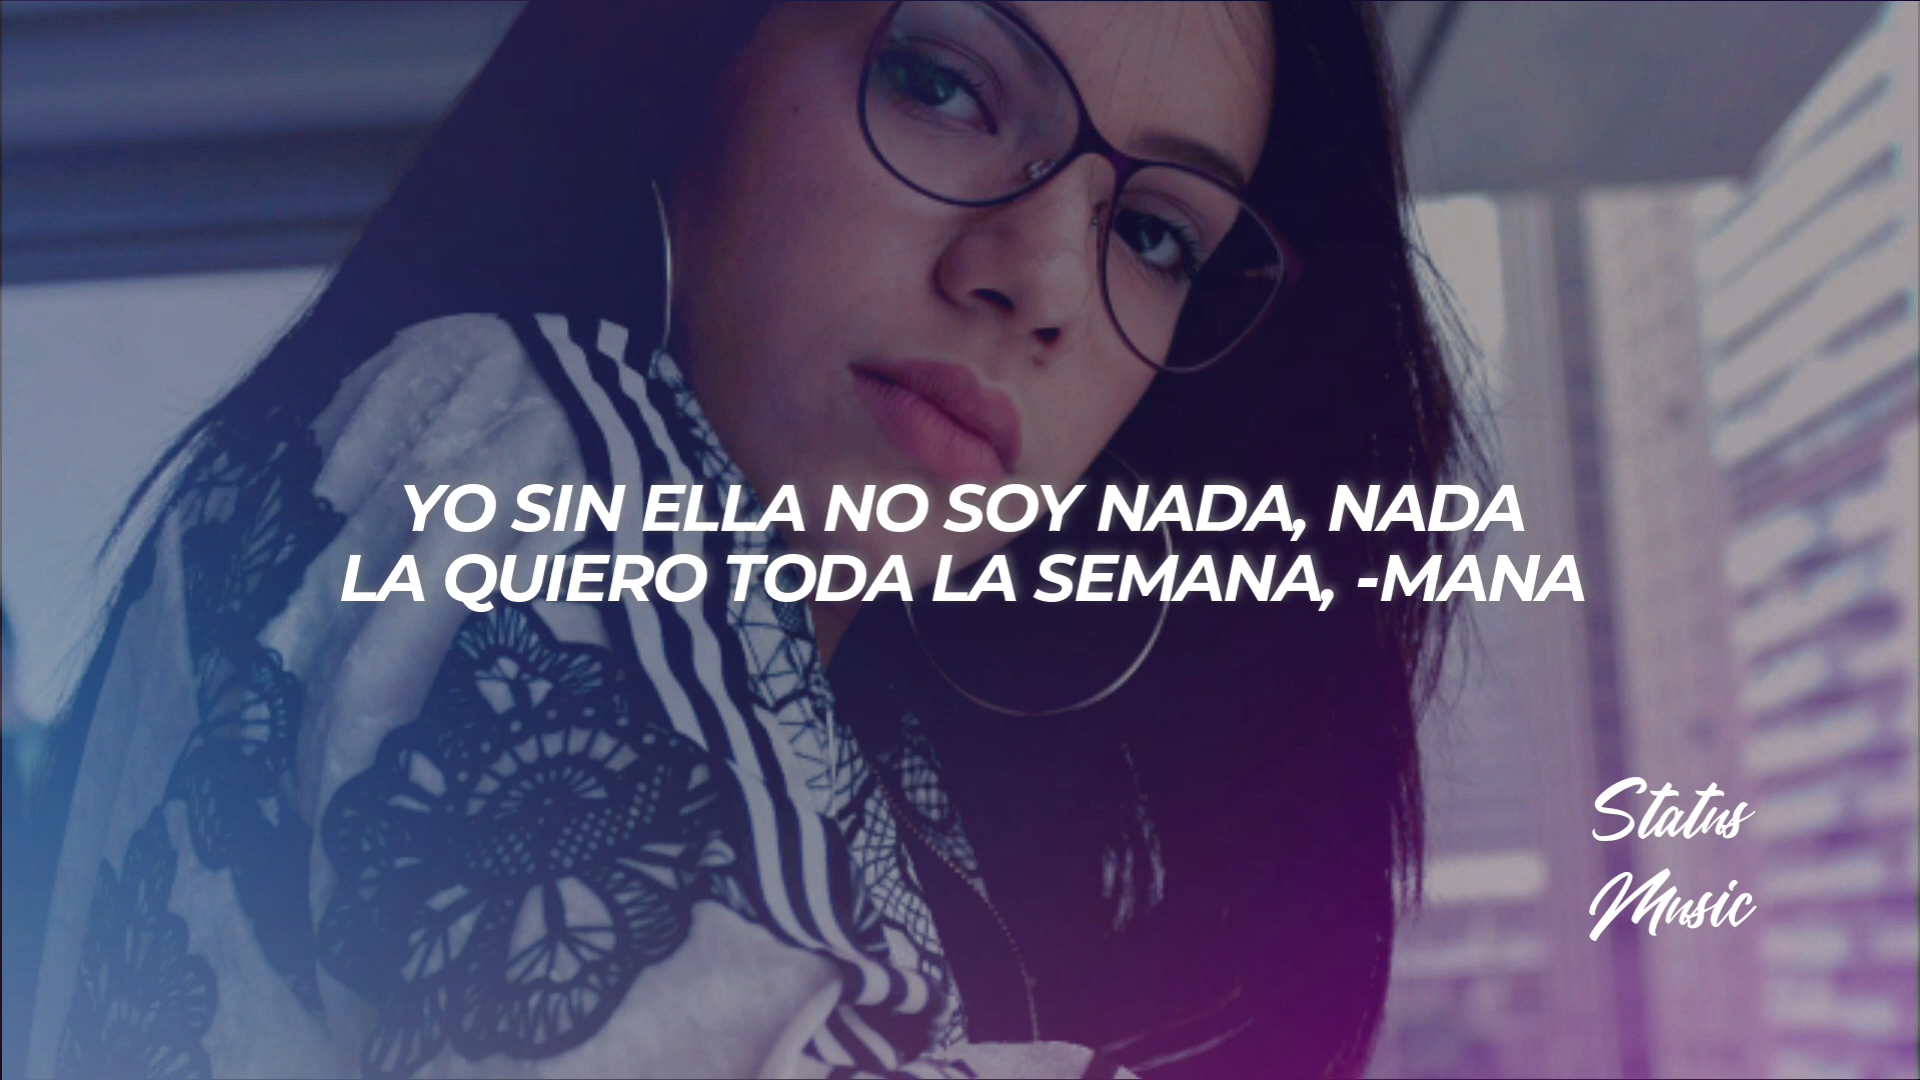 YO SIN ELLA NO SOY NADA, NADA
LA QUIERO TODA LA SEMANA, -MANA
Status
Music